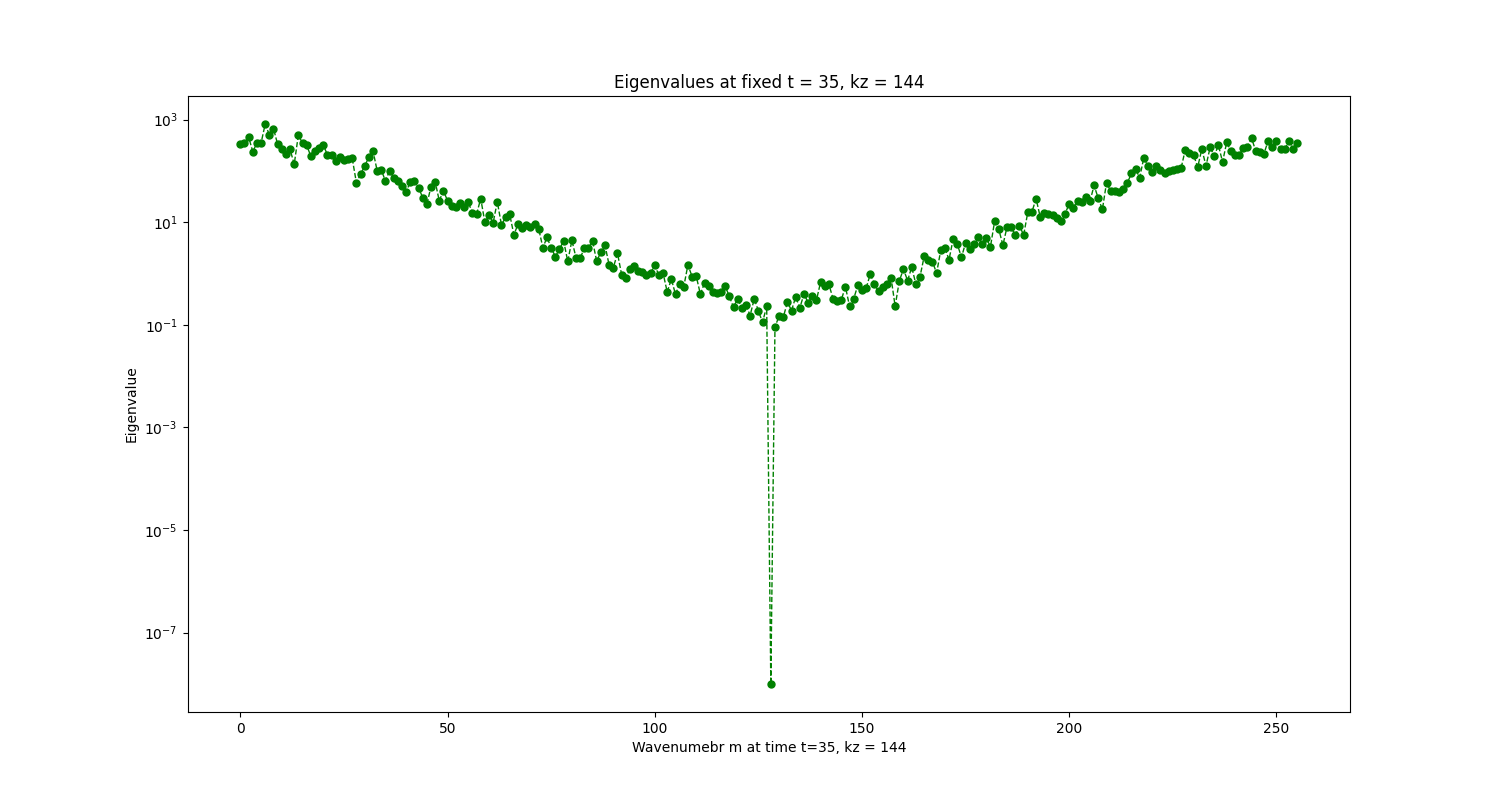 Eigenvalues at fixed t = 35, kz = 144
10³
10¹
10⁻¹
10⁻³
10⁻⁵
10⁻⁷
Eigenvalue
0 50 100 150 200 250
Wavenumebr m at time t=35, kz = 144